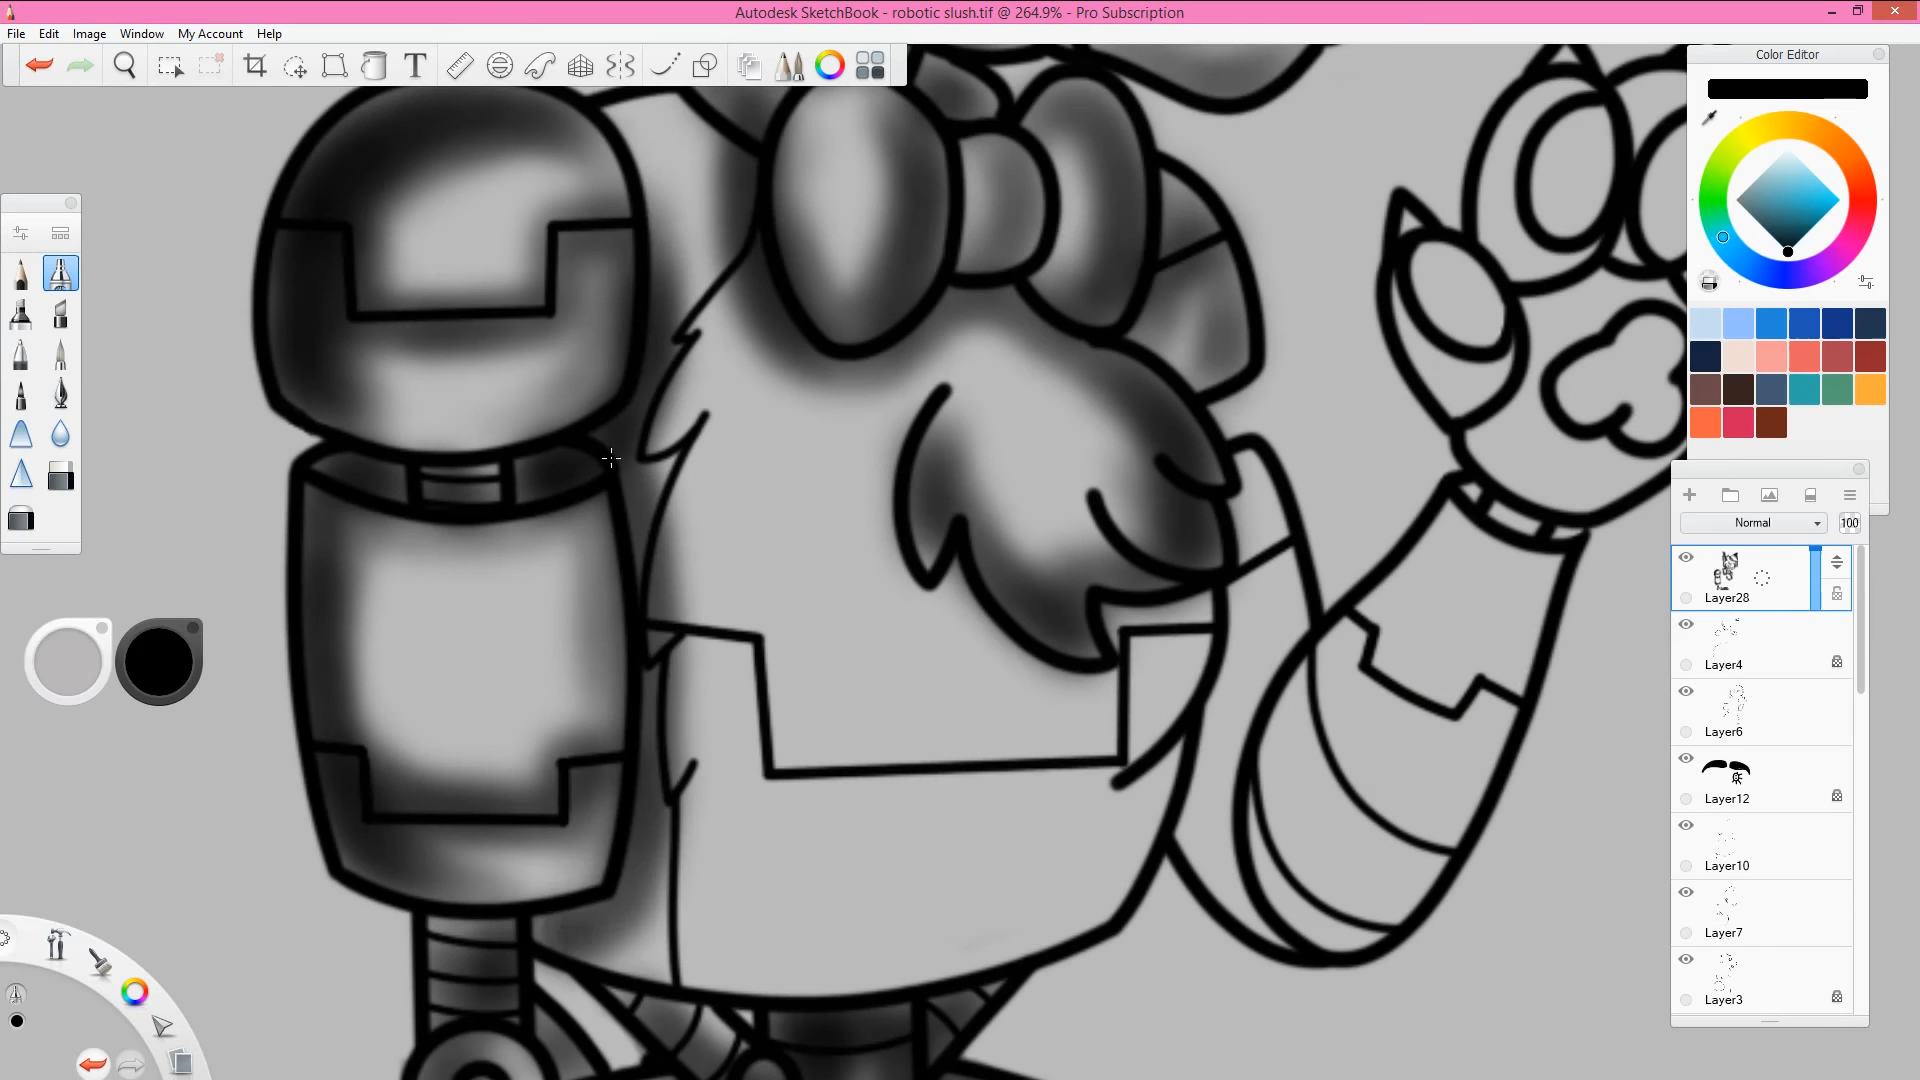 Autodesk SketchBook - robotic slush.tif @ 264.9% - Pro Subscription
File Edit Image Window My Account Help
T
Color Editor
Normal 100
Layer28
Layer4
Layer6
Layer12
Layer10
Layer7
Layer3